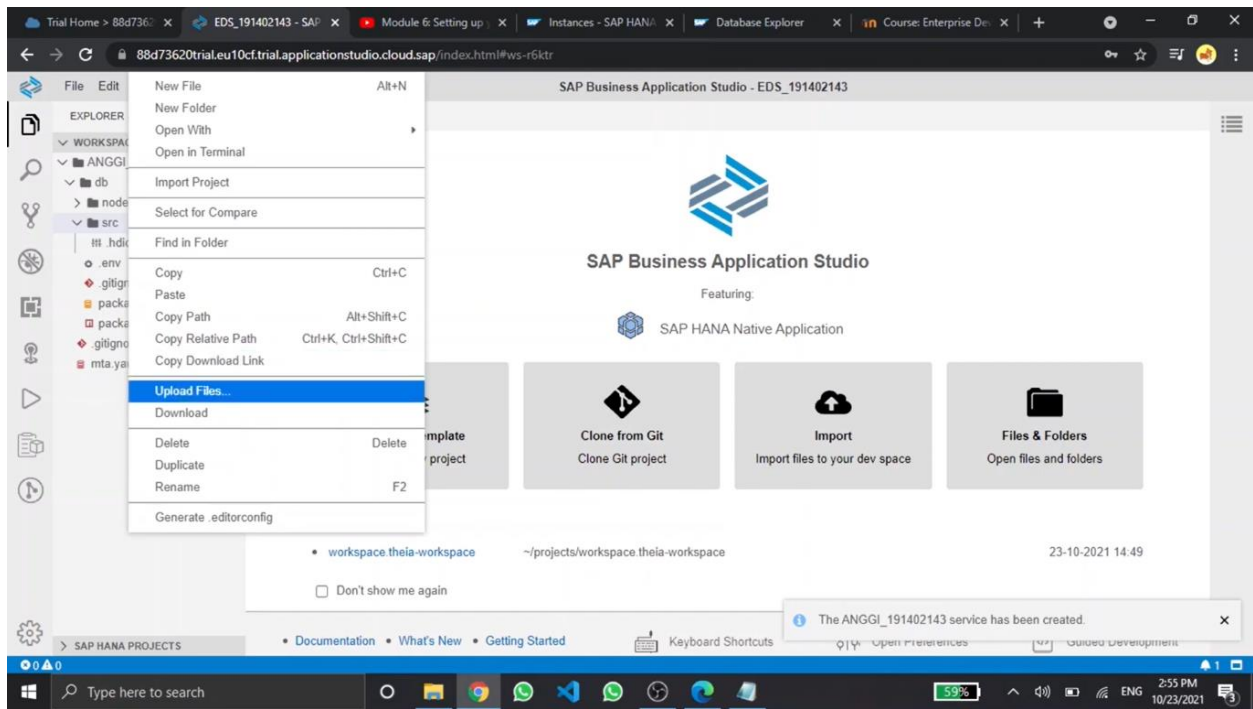 Trial Home > 88d7362
EDS_191402143 - SAP
Module 6: Setting up
Instances - SAP HANA
Database Explorer
Course: Enterprise De
88d73620trial.eu10cf.trial.applicationstudio.cloud.sap/index.html#ws-r6ktr
File Edit
SAP Business Application Studio - EDS_191402143
EXPLORER
WORKSPA
ANGGI_
db
node
src
.hdic
.env
.gitign
packa
packa
.gitigno
mta.ya
New File Alt+N
New Folder
Open With
Open in Terminal
Import Project
Select for Compare
Find in Folder
Copy Ctrl+C
Paste
Copy Path Alt+Shift+C
Copy Relative Path Ctrl+K, Ctrl+Shift+C
Copy Download Link
Upload Files...
Download
Delete Delete
Duplicate
Rename F2
Generate .editorconfig
SAP Business Application Studio
Featuring:
SAP HANA Native Application
mplate
project
Clone from Git
Clone Git project
Import
Import files to your dev space
Files & Folders
Open files and folders
workspace.theia-workspace ~/projects/workspace.theia-workspace 23-10-2021 14:49
Don't show me again
The ANGGI_191402143 service has been created.
SAP HANA PROJECTS
• Documentation • What's New • Getting Started
Keyboard Shortcuts
Open Preferences
Guided Development
0 0
1
Type here to search
59%
ENG
2:55 PM
10/23/2021
3